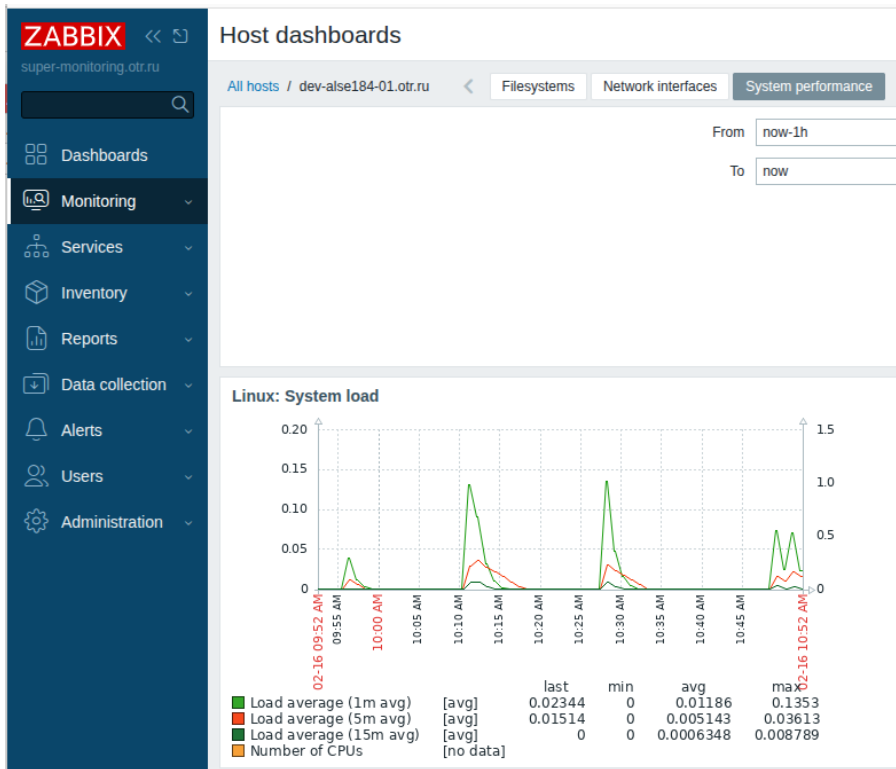 ZABBIX
super-monitoring.otr.ru
Dashboards
Monitoring
Services
Inventory
Reports
Data collection
Alerts
Users
Administration
Host dashboards
All hosts / dev-alse184-01.otr.ru Filesystems Network interfaces System performance
From now-1h
To now
Linux: System load
0.20 1.5
0.15 1.0
0.10
0.05 0.5
0 0
02-16 09:52 AM 09:55 AM 10:00 AM 10:05 AM 10:10 AM 10:15 AM 10:20 AM 10:25 AM 10:30 AM 10:35 AM 10:40 AM 10:45 AM 02-16 10:52 AM
last min avg max
Load average (1m avg) [avg] 0.02344 0 0.01186 0.1353
Load average (5m avg) [avg] 0.01514 0 0.005143 0.03613
Load average (15m avg) [avg] 0 0 0.0006348 0.008789
Number of CPUs [no data]